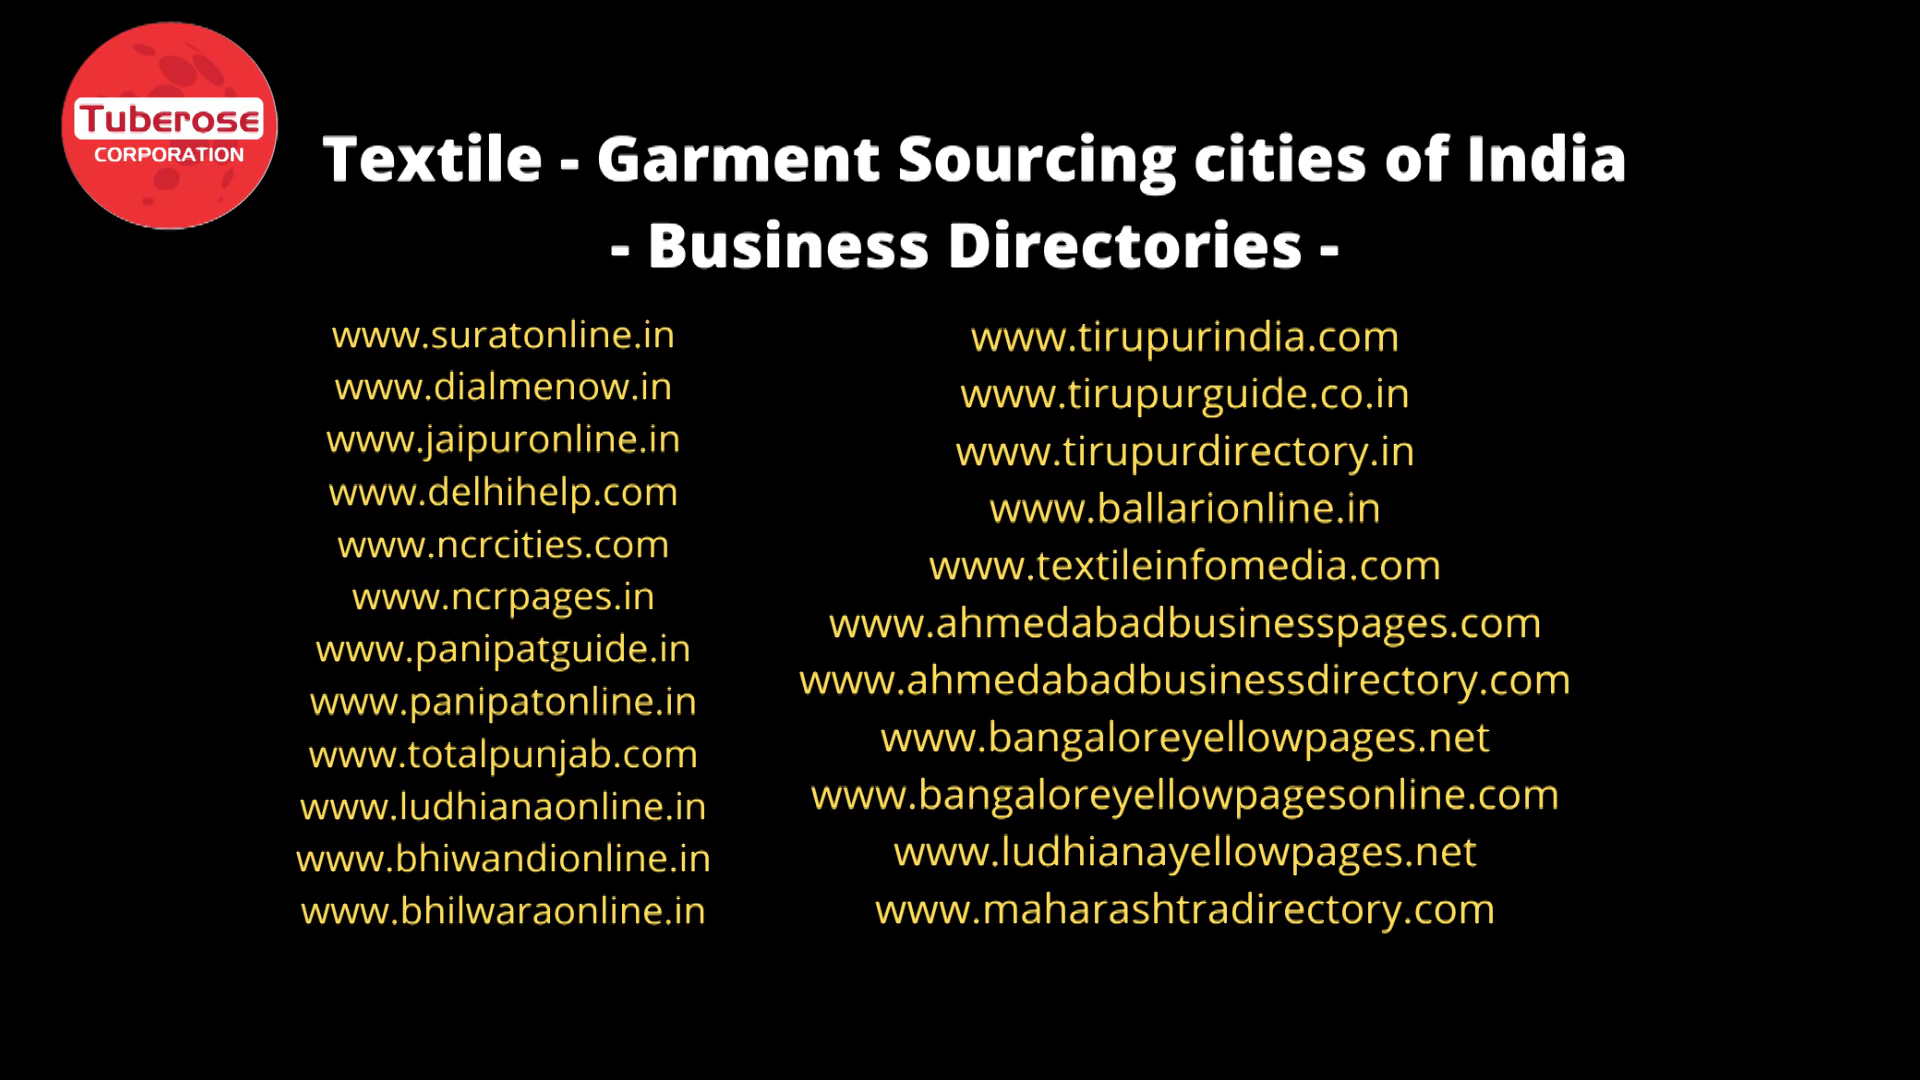 Tuberose
CORPORATION
Textile - Garment Sourcing cities of India
- Business Directories -
www.suratonline.in
www.dialmenow.in
www.jaipuronline.in
www.delhihelp.com
www.ncrcities.com
www.ncrpages.in
www.panipatguide.in
www.panipatonline.in
www.totalpunjab.com
www.ludhianaonline.in
www.bhiwandionline.in
www.bhilwaraonline.in
www.tirupurindia.com
www.tirupurguide.co.in
www.tirupurdirectory.in
www.ballarionline.in
www.textileinfomedia.com
www.ahmedabadbusinesspages.com
www.ahmedabadbusinessdirectory.com
www.bangaloreyellowpages.net
www.bangaloreyellowpagesonline.com
www.ludhianayellowpages.net
www.maharashtradirectory.com